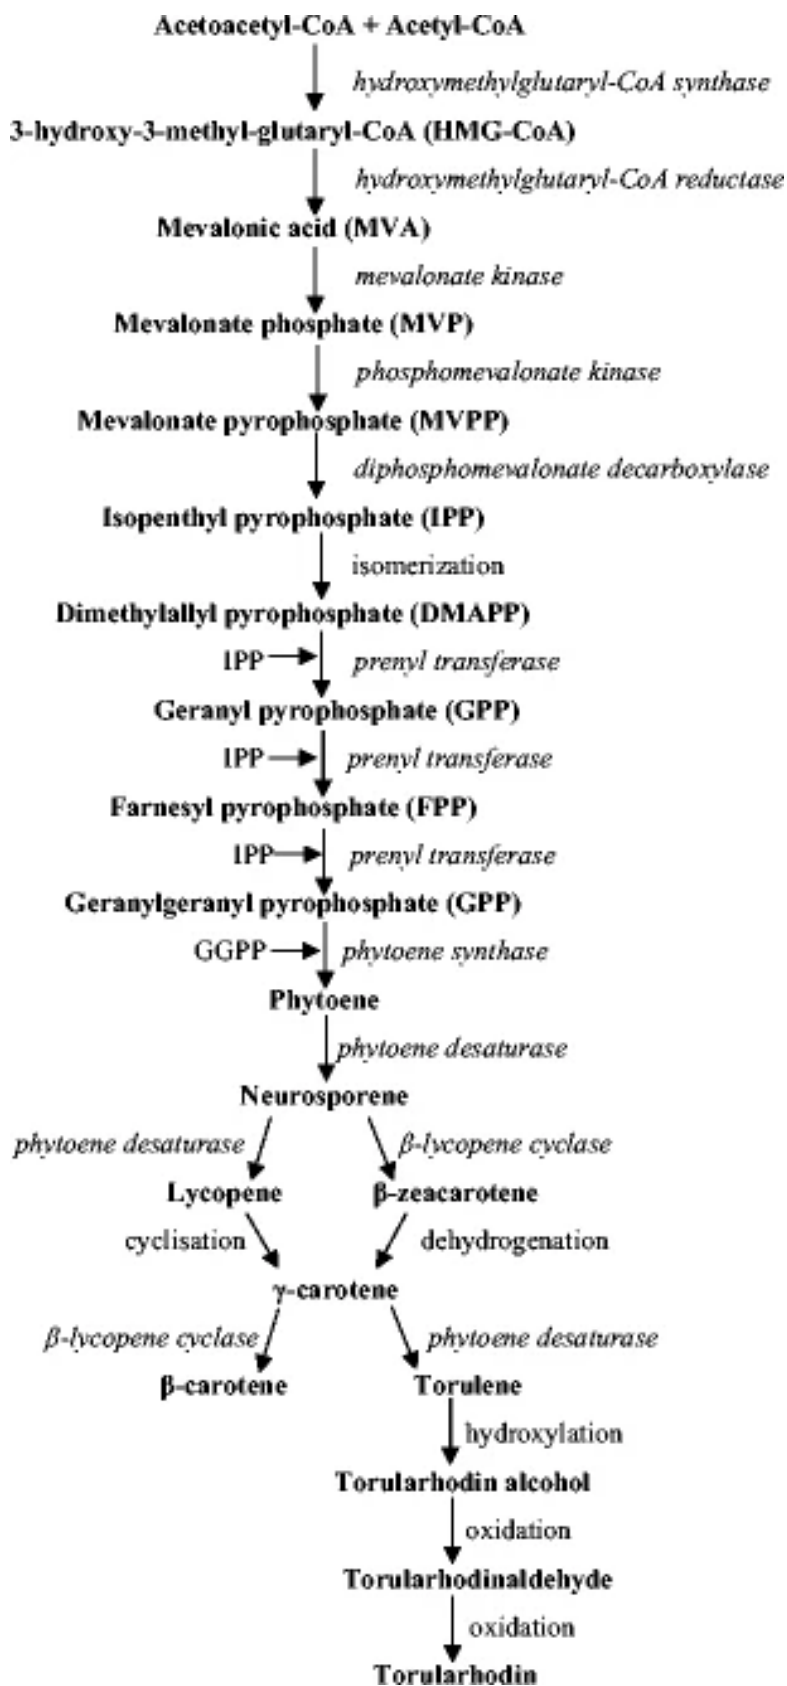 Acetoacetyl-CoA + Acetyl-CoA
hydroxymethylglutaryl-CoA synthase
3-hydroxy-3-methyl-glutaryl-CoA (HMG-CoA)
hydroxymethylglutaryl-CoA reductase
Mevalonic acid (MVA)
mevalonate kinase
Mevalonate phosphate (MVP)
phosphomevalonate kinase
Mevalonate pyrophosphate (MVPP)
diphosphomevalonate decarboxylase
Isopenthyl pyrophosphate (IPP)
isomerization
Dimethylallyl pyrophosphate (DMAPP)
IPP prenyl transferase
Geranyl pyrophosphate (GPP)
IPP prenyl transferase
Farnesyl pyrophosphate (FPP)
IPP prenyl transferase
Geranylgeranyl pyrophosphate (GPP)
GGPP phytoene synthase
Phytoene
phytoene desaturase
Neurosporene
phytoene desaturase β-lycopene cyclase
Lycopene β-zeacarotene
cyclisation dehydrogenation
γ-carotene
β-lycopene cyclase phytoene desaturase
β-carotene Torulene
hydroxylation
Torularhodin alcohol
oxidation
Torularhodinaldehyde
oxidation
Torularhodin